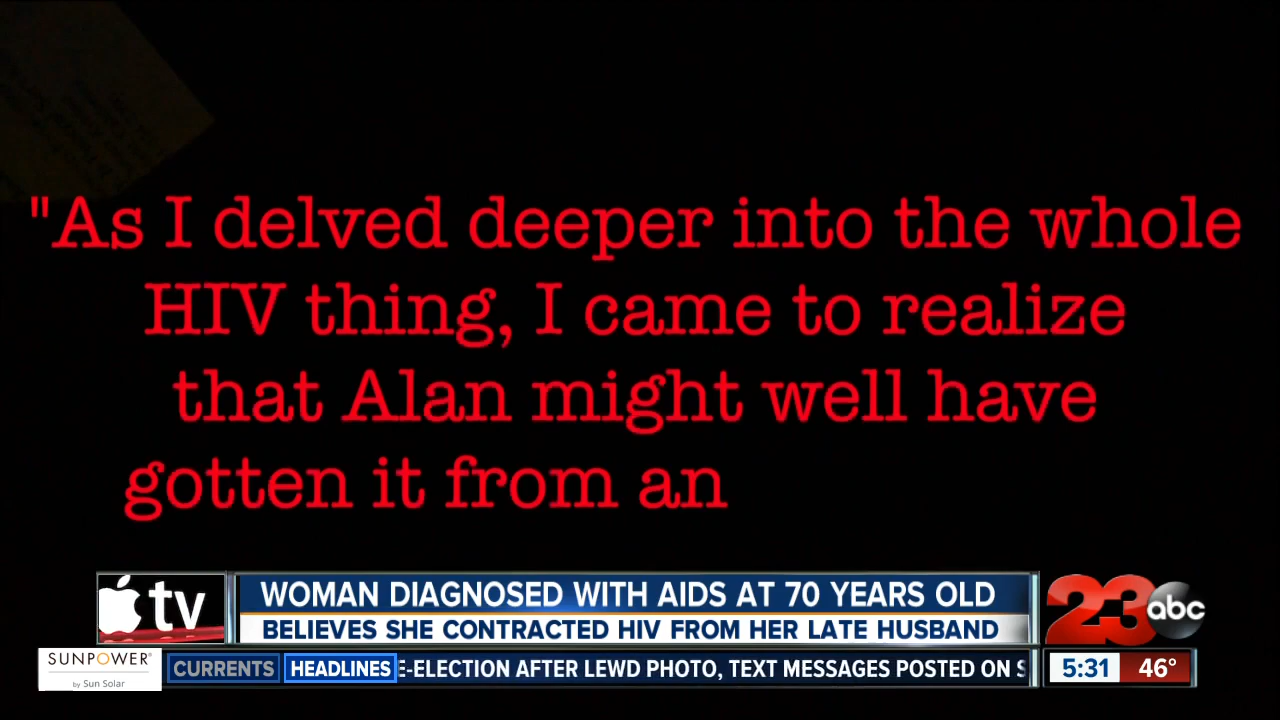 "As I delved deeper into the whole
HIV thing, I came to realize
that Alan might well have
gotten it from an
tv
WOMAN DIAGNOSED WITH AIDS AT 70 YEARS OLD
BELIEVES SHE CONTRACTED HIV FROM HER LATE HUSBAND
23 abc
SUNPOWER®
by Sun Solar
CURRENTS HEADLINES E-ELECTION AFTER LEWD PHOTO, TEXT MESSAGES POSTED ON S
5:31 46°